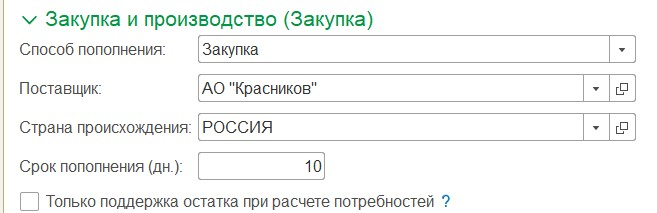 Закупка и производство (Закупка)
Способ пополнения: Закупка
Поставщик: АО "Красников"
Страна происхождения: РОССИЯ
Срок пополнения (дн.): 10
Только поддержка остатка при расчете потребностей ?